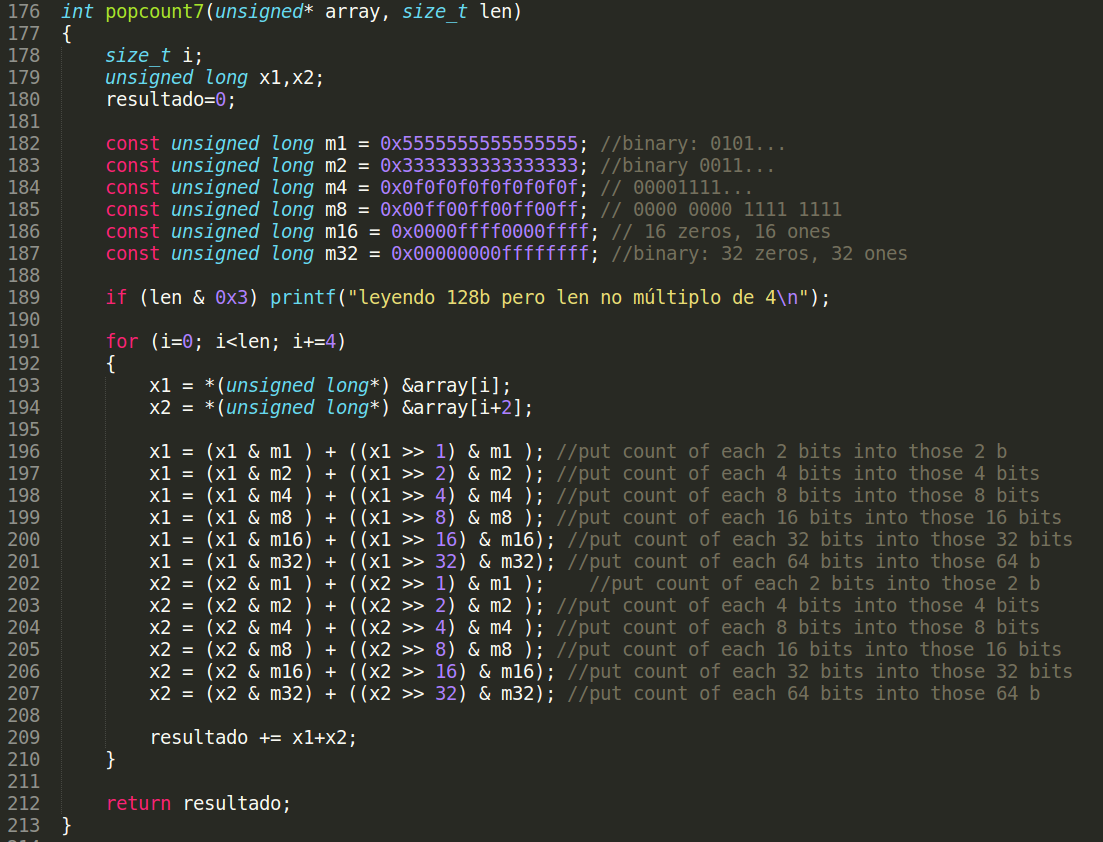 176 int popcount7(unsigned* array, size_t len)
177 {
178     size_t i;
179     unsigned long x1,x2;
180     resultado=0;
181
182     const unsigned long m1 = 0x5555555555555555; //binary: 0101...
183     const unsigned long m2 = 0x3333333333333333; //binary 0011...
184     const unsigned long m4 = 0x0f0f0f0f0f0f0f0f; // 00001111...
185     const unsigned long m8 = 0x00ff00ff00ff00ff; // 0000 0000 1111 1111
186     const unsigned long m16 = 0x0000ffff0000ffff; // 16 zeros, 16 ones
187     const unsigned long m32 = 0x00000000ffffffff; //binary: 32 zeros, 32 ones
188
189     if (len & 0x3) printf("leyendo 128b pero len no múltiplo de 4\n");
190
191     for (i=0; i<len; i+=4)
192     {
193         x1 = *(unsigned long*) &array[i];
194         x2 = *(unsigned long*) &array[i+2];
195
196         x1 = (x1 & m1 ) + ((x1 >> 1) & m1 ); //put count of each 2 bits into those 2 b
197         x1 = (x1 & m2 ) + ((x1 >> 2) & m2 ); //put count of each 4 bits into those 4 bits
198         x1 = (x1 & m4 ) + ((x1 >> 4) & m4 ); //put count of each 8 bits into those 8 bits
199         x1 = (x1 & m8 ) + ((x1 >> 8) & m8 ); //put count of each 16 bits into those 16 bits
200         x1 = (x1 & m16) + ((x1 >> 16) & m16); //put count of each 32 bits into those 32 bits
201         x1 = (x1 & m32) + ((x1 >> 32) & m32); //put count of each 64 bits into those 64 b
202         x2 = (x2 & m1 ) + ((x2 >> 1) & m1 );    //put count of each 2 bits into those 2 b
203         x2 = (x2 & m2 ) + ((x2 >> 2) & m2 ); //put count of each 4 bits into those 4 bits
204         x2 = (x2 & m4 ) + ((x2 >> 4) & m4 ); //put count of each 8 bits into those 8 bits
205         x2 = (x2 & m8 ) + ((x2 >> 8) & m8 ); //put count of each 16 bits into those 16 bits
206         x2 = (x2 & m16) + ((x2 >> 16) & m16); //put count of each 32 bits into those 32 bits
207         x2 = (x2 & m32) + ((x2 >> 32) & m32); //put count of each 64 bits into those 64 b
208
209         resultado += x1+x2;
210     }
211
212     return resultado;
213 }